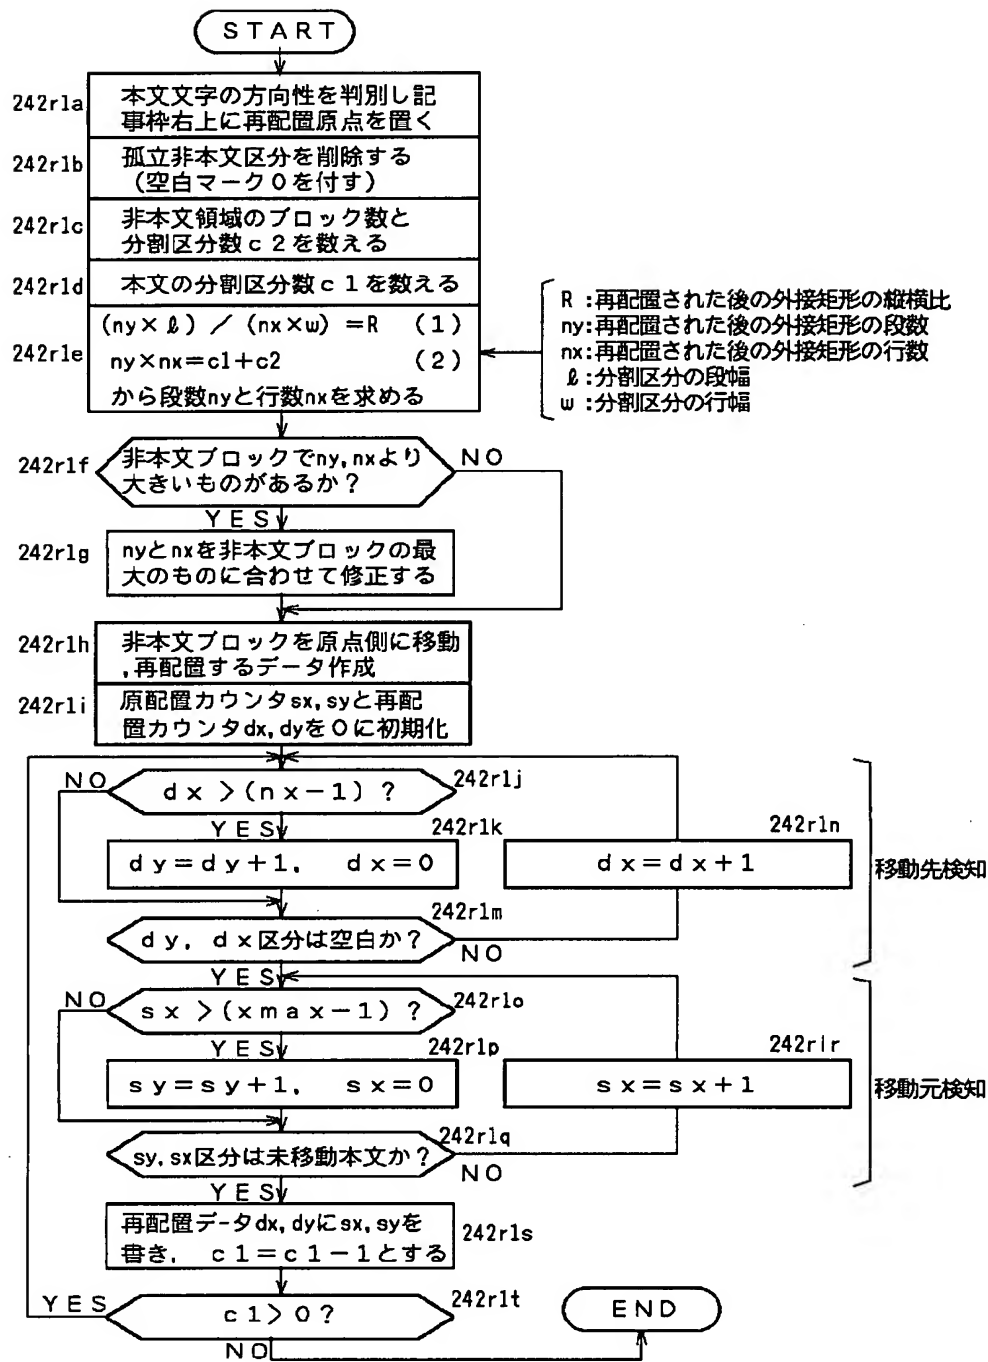 START
242r1a
本文文字の方向性を判別し記
事枠右上に再配置原点を置く
242r1b
孤立非本文区分を削除する
(空白マーク0を付す)
242r1c
非本文領域のブロック数と
分割区分数c2を数える
242r1d
本文の分割区分数c1を数える
242r1e
(ny×ℓ) / (nx×w) =R (1)
ny×nx=c1+c2 (2)
から段数nyと行数nxを求める
R :再配置された後の外接矩形の縦横比
ny:再配置された後の外接矩形の段数
nx:再配置された後の外接矩形の行数
ℓ :分割区分の段幅
w :分割区分の行幅
242r1f
非本文ブロックでny,nxより
大きいものがあるか?
NO
YES
242r1g
nyとnxを非本文ブロックの最
大のものに合わせて修正する
242r1h
非本文ブロックを原点側に移動
,再配置するデータ作成
242r1i
原配置カウンタsx,syと再配
置カウンタdx,dyを0に初期化
NO
dx >(nx-1) ?
242r1j
YES
242r1k
dy=dy+1, dx=0
242r1n
dx=dx+1
移動先検知
242r1m
dy, dx区分は空白か?
NO
YES
NO
sx >(xmax-1) ?
242r1o
YES
242r1p
sy=sy+1, sx=0
242r1r
sx=sx+1
移動元検知
242r1q
sy,sx区分は未移動本文か?
NO
YES
再配置データdx,dyにsx,syを
書き, c1=c1-1とする
242r1s
YES
c1>0?
242r1t
NO
END